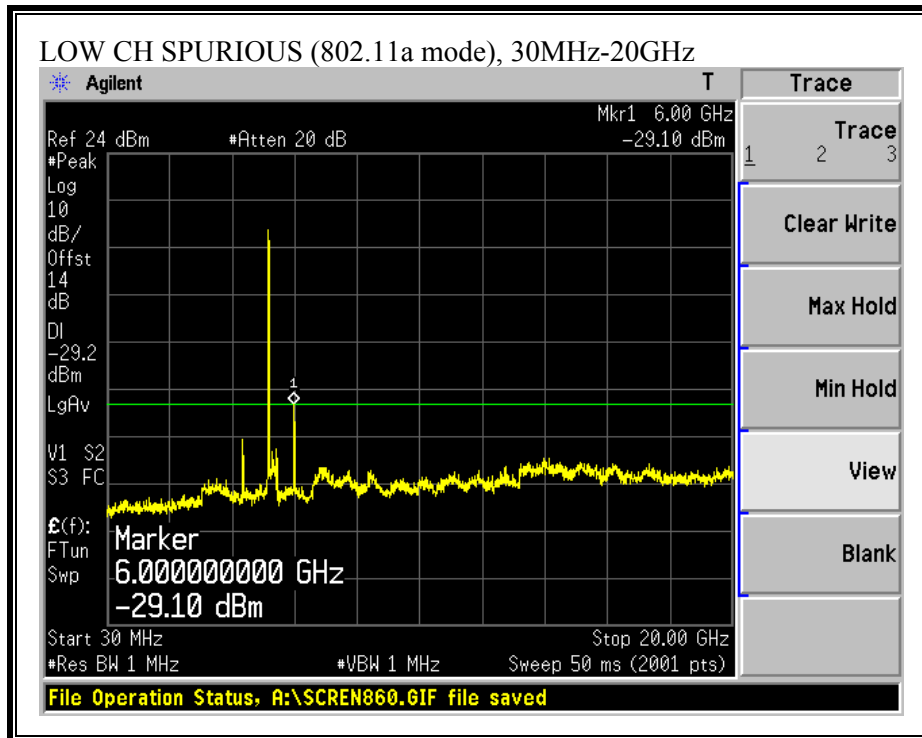 LOW CH SPURIOUS (802.11a mode), 30MHz-20GHz
Agilent T Trace
Mkr1 6.00 GHz
Ref 24 dBm #Atten 20 dB -29.10 dBm
#Peak
Log
10
dB/
Offst
14
dB
DI
-29.2
dBm
LgAv
V1 S2
S3 FC
£(f):
FTun
Swp
1
Marker
6.000000000 GHz
-29.10 dBm
Start 30 MHz Stop 20.00 GHz
#Res BW 1 MHz #VBW 1 MHz Sweep 50 ms (2001 pts)
Trace
1 2 3
Clear Write
Max Hold
Min Hold
View
Blank
File Operation Status, A:\SCREN860.GIF file saved